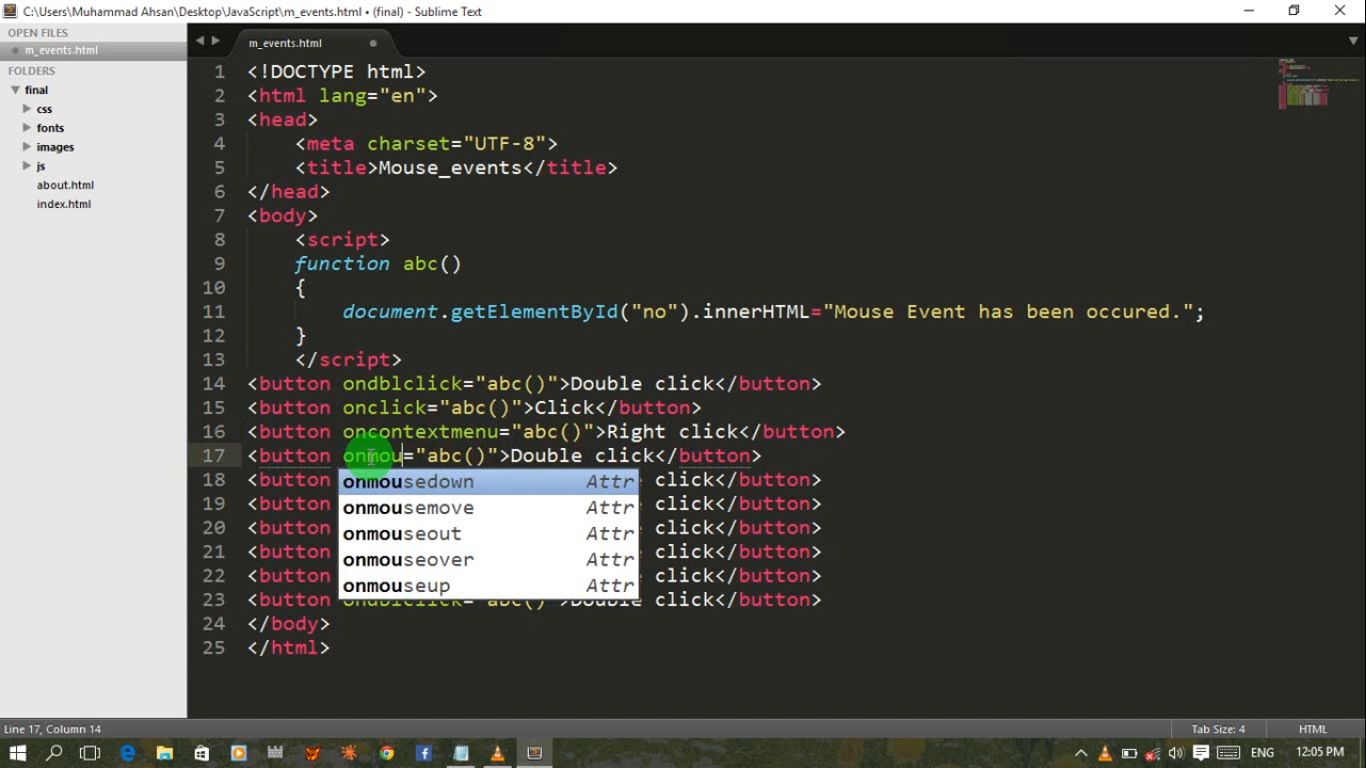 C:\Users\Muhammad Ahsan\Desktop\JavaScript\m_events.html • (final) - Sublime Text
OPEN FILES
m_events.html
FOLDERS
final
css
fonts
images
js
about.html
index.html
m_events.html
1 <!DOCTYPE html>
2 <html lang="en">
3 <head>
4 <meta charset="UTF-8">
5 <title>Mouse_events</title>
6 </head>
7 <body>
8 <script>
9 function abc()
10 {
11 document.getElementById("no").innerHTML="Mouse Event has been occured.";
12 }
13 </script>
14 <button ondblclick="abc()">Double click</button>
15 <button onclick="abc()">Click</button>
16 <button oncontextmenu="abc()">Right click</button>
17 <button onmou="abc()">Double click</button>
18 <button click</button>
onmousedown Attr
19 <button click</button>
onmousemove Attr
20 <button click</button>
onmouseout Attr
21 <button click</button>
onmouseover Attr
22 <button click</button>
onmouseup Attr
23 <button ondblclick="abc()">Double click</button>
24 </body>
25 </html>
Line 17, Column 14
Tab Size: 4
HTML
ENG
12:05 PM